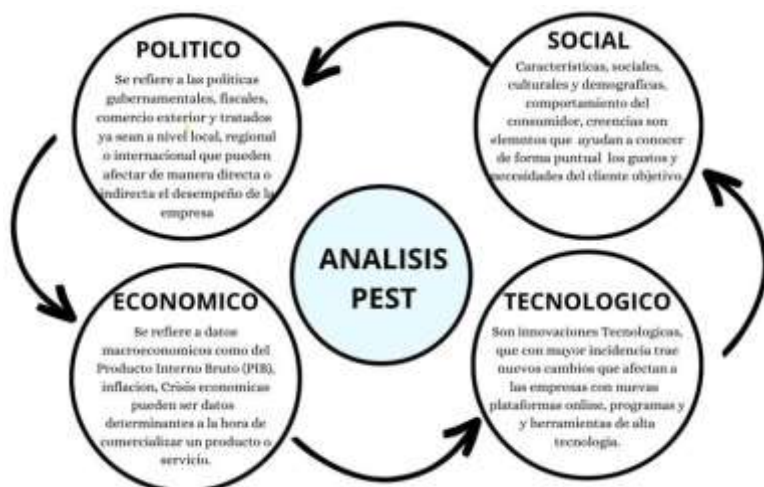 POLITICO
Se refiere a las politicas
gubernamentales, fiscales,
comercio exterior y tratados
ya sean a nivel local, regional
o internacional que pueden
afectar de manera directa o
indirecta el desempeño de la
empresa
SOCIAL
Caracteristicas, sociales,
culturales y demograficas,
comportamiento del
consumidor, creencias son
elementos que ayudan a conocer
de forma puntual los gustos y
necesidades del cliente objetivo.
ANALISIS
PEST
ECONOMICO
Se refiere a datos
macroeconomicos como del
Producto Interno Bruto (PIB),
inflacion, Crisis economicas
pueden ser datos
determinantes a la hora de
comercializar un producto o
servicio.
TECNOLOGICO
Son innovaciones Tecnologicas,
que con mayor incidencia trae
nuevos cambios que afectan a
las empresas con nuevas
plataformas online, programas y
y herramientas de alta
tecnologia.